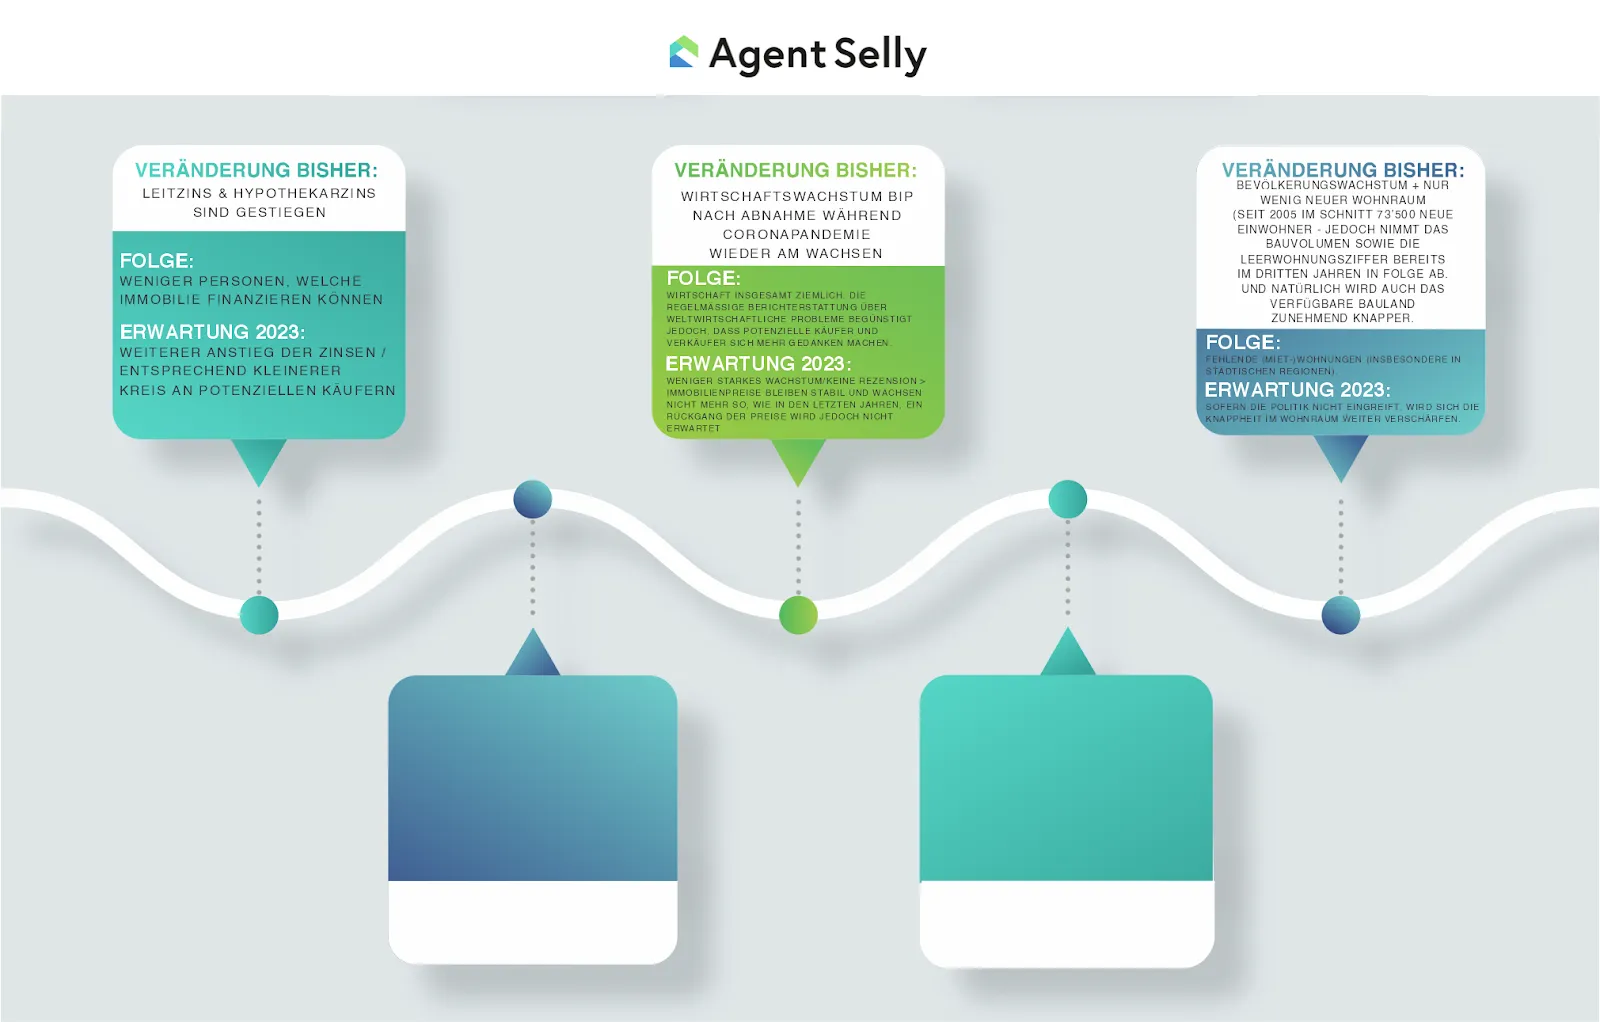 Agent Selly
VERÄNDERUNG BISHER:
LEITZINS & HYPOTHEKARZINS
SIND GESTIEGEN
FOLGE:
WENIGER PERSONEN, WELCHE
IMMOBILIE FINANZIEREN KÖNNEN
ERWARTUNG 2023:
WEITERER ANSTIEG DER ZINSEN /
ENTSPRECHEND KLEINERER
KREIS AN POTENZIELLEN KÄUFERN
VERÄNDERUNG BISHER:
WIRTSCHAFTSWACHSTUM BIP
NACH ABNAHME WÄHREND
CORONAPANDEMIE
WIEDER AM WACHSEN
FOLGE:
WIRTSCHAFT INSGESAMT ZIEMLICH. DIE
REGELMÄSSIGE BERICHTERSTATTUNG ÜBER
WELTWIRTSCHAFTLICHE PROBLEME BEGÜNSTIGT
JEDOCH, DASS POTENZIELLE KÄUFER UND
VERKÄUFER SICH MEHR GEDANKEN MACHEN.
ERWARTUNG 2023:
WENIGER STARKES WACHSTUM/KEINE REZENSION >
IMMOBILIENPREISE BLEIBEN STABIL UND WACHSEN
NICHT MEHR SO, WIE IN DEN LETZTEN JAHREN, EIN
RÜCKGANG DER PREISE WIRD JEDOCH NICHT
ERWARTET
VERÄNDERUNG BISHER:
BEVÖLKERUNGSWACHSTUM + NUR
WENIG NEUER WOHNRAUM
(SEIT 2005 IM SCHNITT 73'500 NEUE
EINWOHNER - JEDOCH NIMMT DAS
BAUVOLUMEN SOWIE DIE
LEERWOHNUNGSZIFFER BEREITS
IM DRITTEN JAHREN IN FOLGE AB.
UND NATÜRLICH WIRD AUCH DAS
VERFÜGBARE BAULAND
ZUNEHMEND KNAPPER.
FOLGE:
FEHLENDE (MIET-)WOHNUNGEN (INSBESONDERE IN
STÄDTISCHEN REGIONEN)
ERWARTUNG 2023:
SOFERN DIE POLITIK NICHT EINGREIFT, WIRD SICH DIE
KNAPPHEIT IM WOHNRAUM WEITER VERSCHÄRFEN.